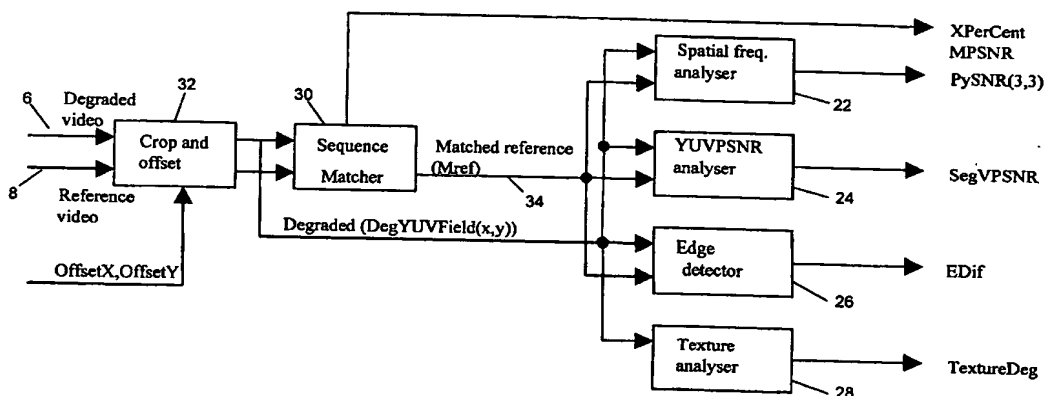 XPerCent
MPSNR
PySNR(3,3)
Spatial freq.
analyser
22
6
Degraded
video
32
30
Crop and
offset
Sequence
Matcher
Matched reference
(Mref)
34
YUVPSNR
analyser
24
SegVPSNR
8
Reference
video
Degraded (DegYUVField(x,y))
Edge
detector
26
EDif
OffsetX,OffsetY
Texture
analyser
28
TextureDeg